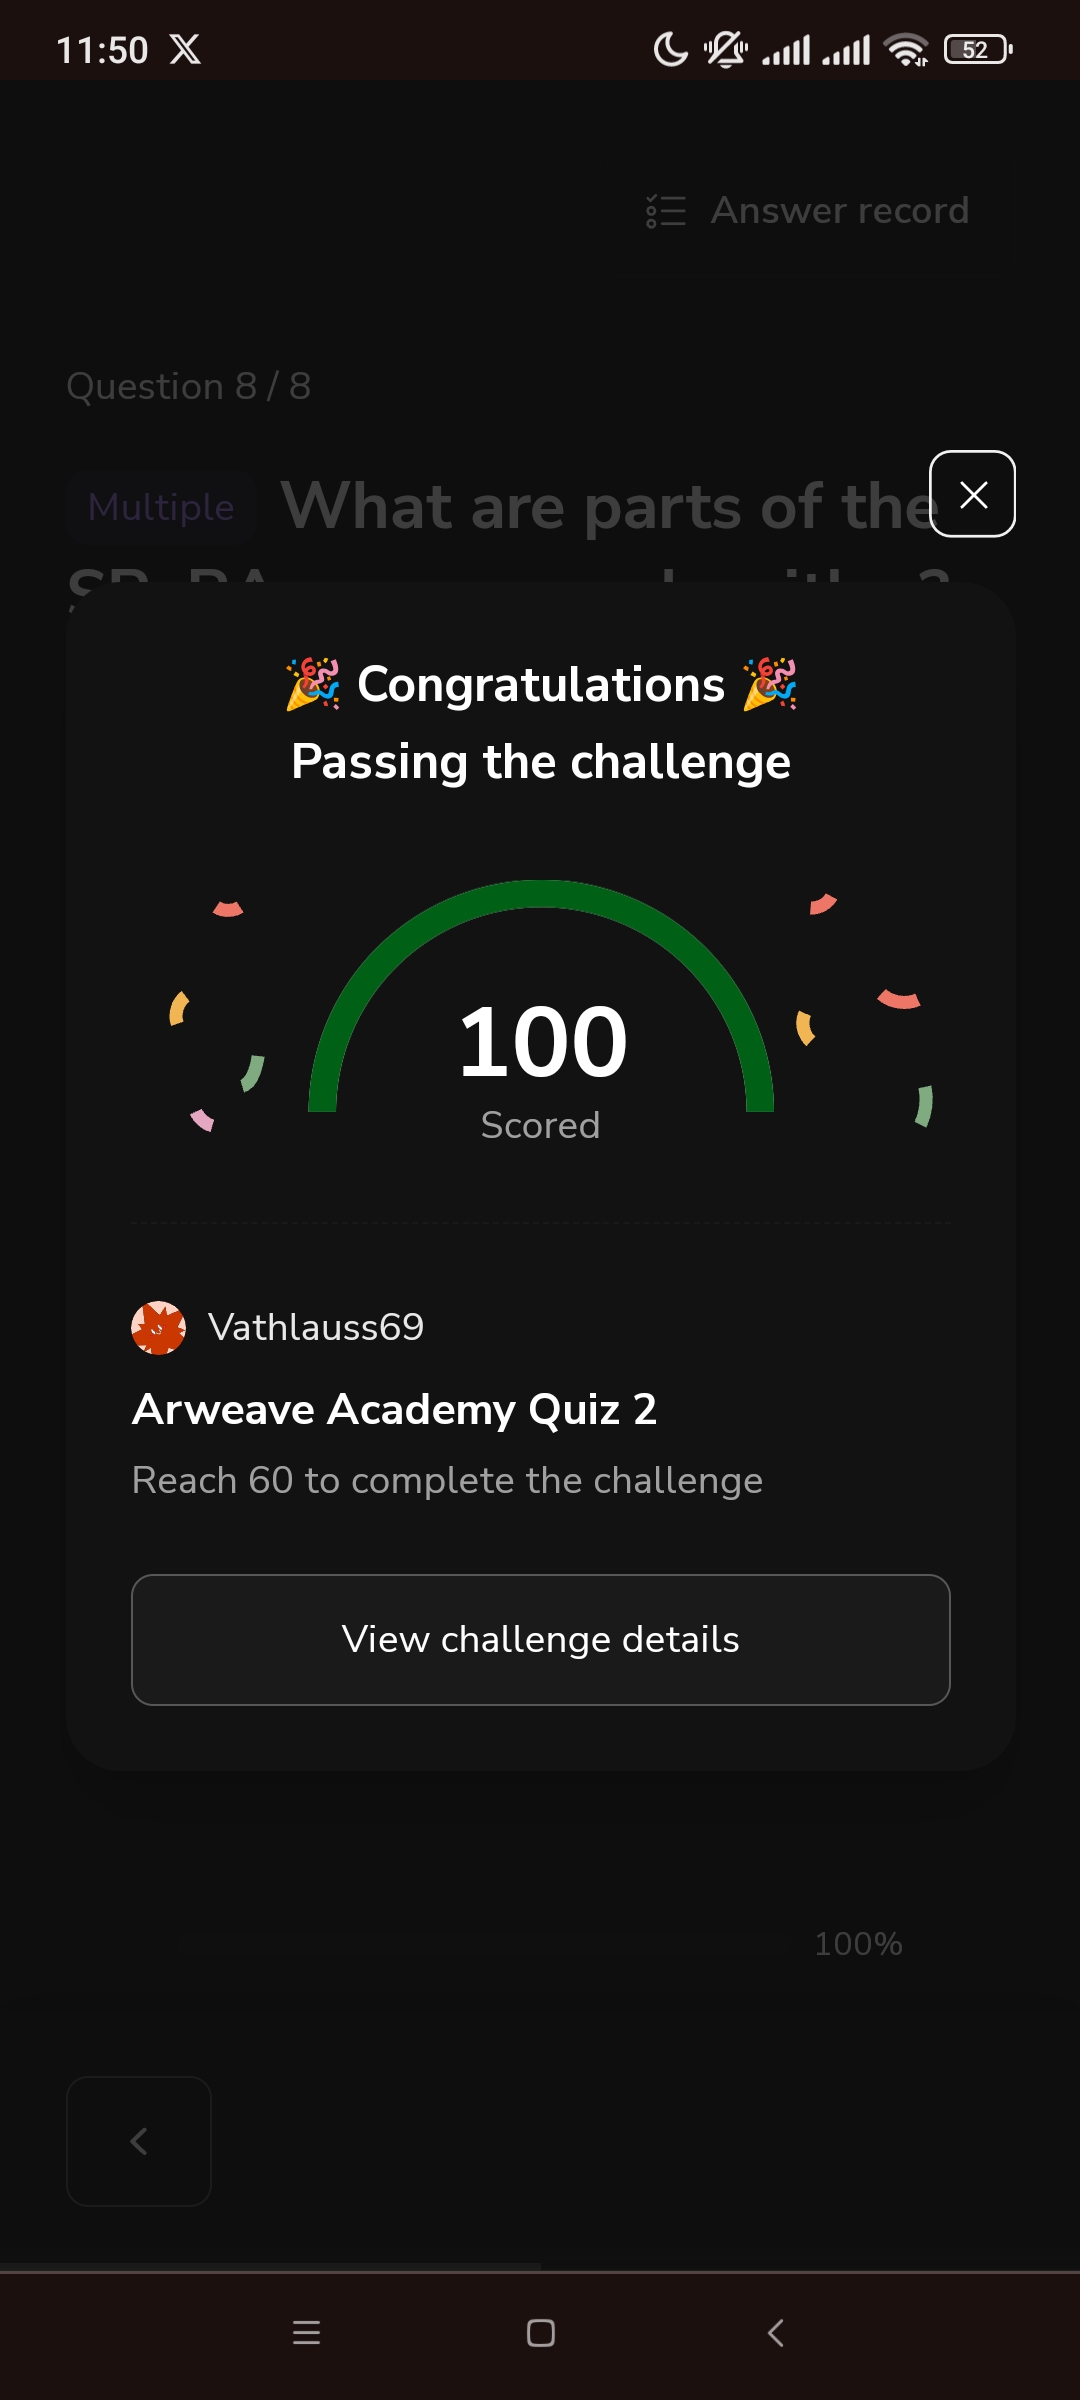 11:50
52
Answer record
Question 8 / 8
Multiple What are parts of the
🎉 Congratulations 🎉
Passing the challenge
100
Scored
Vathlauss69
Arweave Academy Quiz 2
Reach 60 to complete the challenge
View challenge details
100%